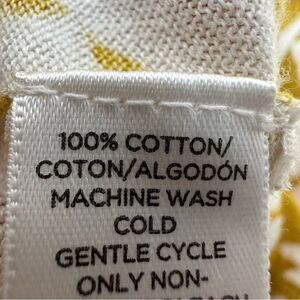 100% COTTON/
COTON/ALGODÓN
MACHINE WASH
COLD
GENTLE CYCLE
ONLY NON-